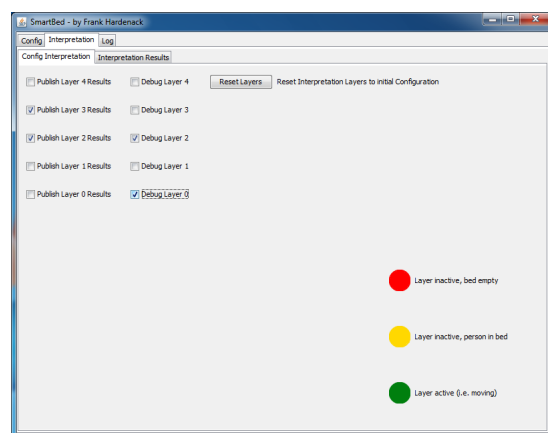 SmartBed - by Frank Hardenack
Config Interpretation Log
Config Interpretation Interpretation Results
Publish Layer 4 Results Debug Layer 4 Reset Layers Reset Interpretation Layers to initial Configuration
Publish Layer 3 Results Debug Layer 3
Publish Layer 2 Results Debug Layer 2
Publish Layer 1 Results Debug Layer 1
Publish Layer 0 Results Debug Layer 0
Layer inactive, bed empty
Layer inactive, person in bed
Layer active (i.e. moving)